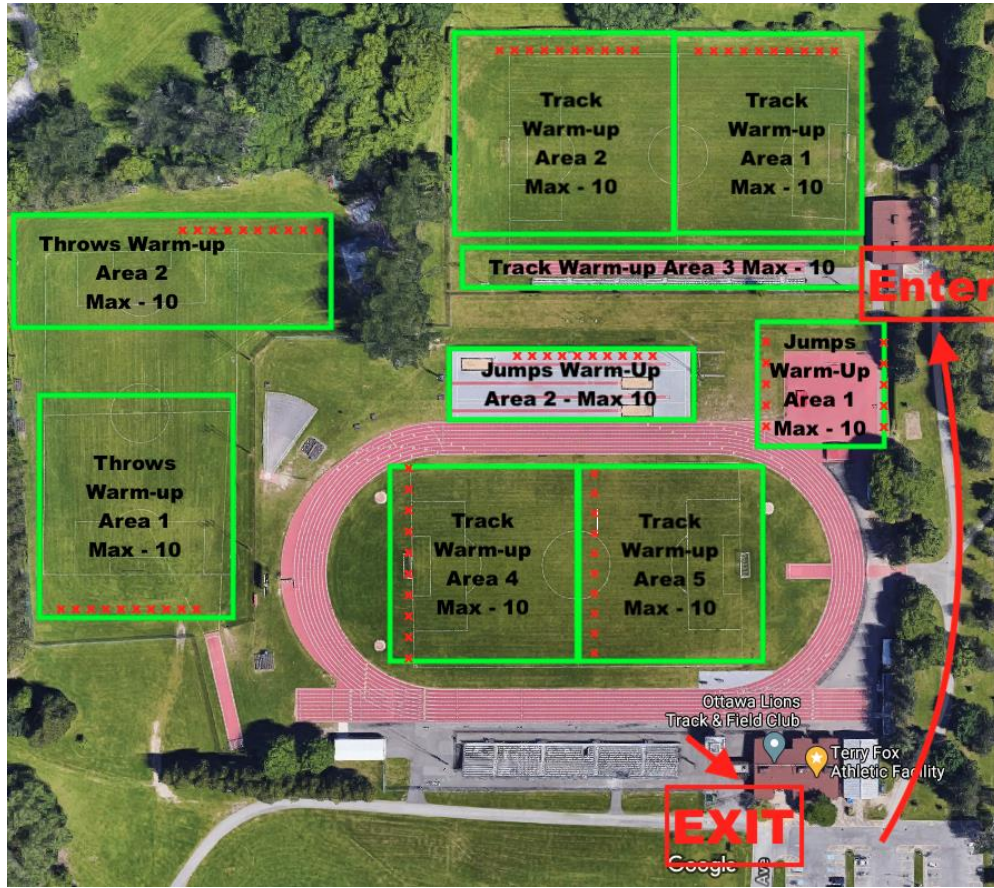 Track
Warm-up
Area 2
Max - 10
Track
Warm-up
Area 1
Max - 10
Throws Warm-up
Area 2
Max - 10
Track Warm-up Area 3 Max - 10
Enter
Jumps Warm-Up
Area 2 - Max 10
Jumps
Warm-Up
Area 1
Max - 10
Throws
Warm-up
Area 1
Max - 10
Track
Warm-up
Area 4
Max - 10
Track
Warm-up
Area 5
Max - 10
Ottawa Lions
Track & Field Club
Terry Fox
Athletic Facility
EXIT
Google
Ave